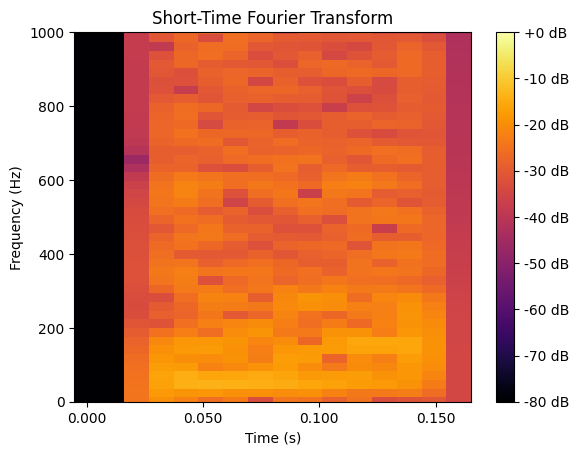 Short-Time Fourier Transform
Frequency (Hz)
1000
800
600
400
200
0
0.000
0.050
0.100
0.150
Time (s)
+0 dB
-10 dB
-20 dB
-30 dB
-40 dB
-50 dB
-60 dB
-70 dB
-80 dB